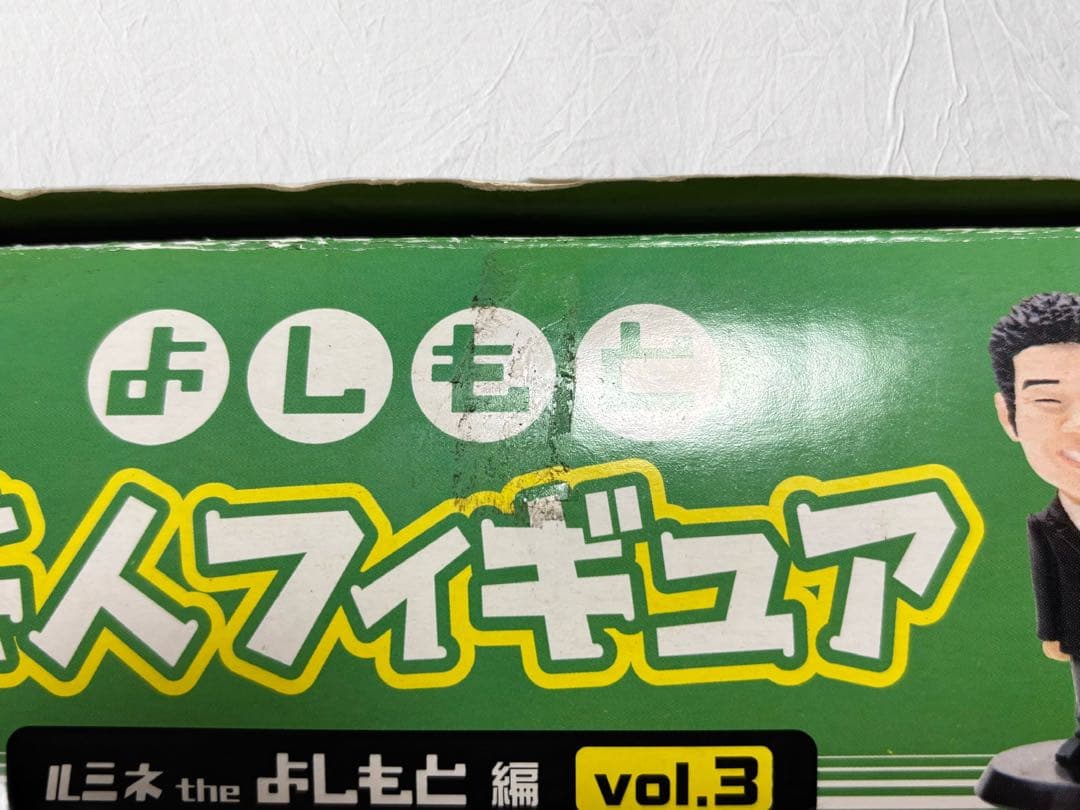 よしもと
人フィギュア
ルミネ the よしもと 編 vol.3